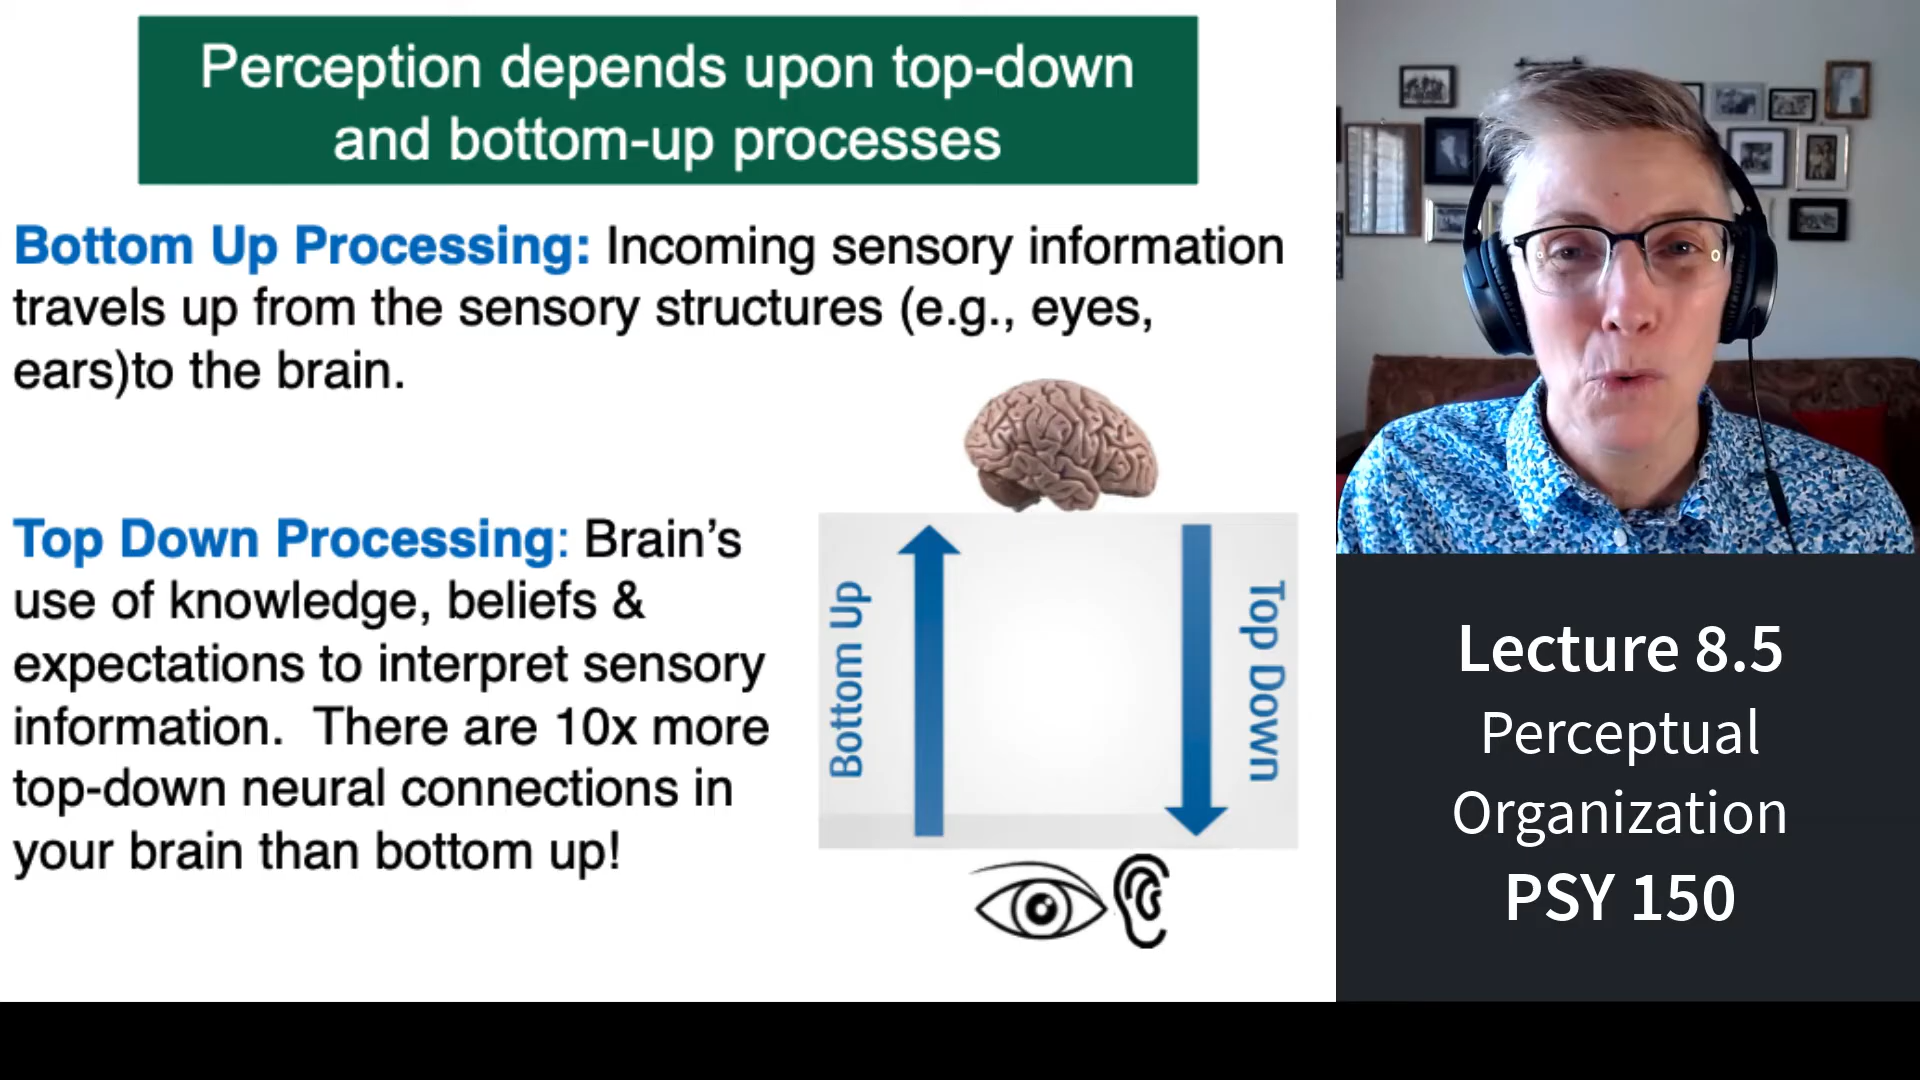 Perception depends upon top-down
and bottom-up processes
Bottom Up Processing: Incoming sensory information
travels up from the sensory structures (e.g., eyes,
ears)to the brain.
Top Down Processing: Brain’s
use of knowledge, beliefs &
expectations to interpret sensory
information.  There are 10x more
top-down neural connections in
your brain than bottom up!
Bottom Up
Top Down
Lecture 8.5
Perceptual
Organization
PSY 150